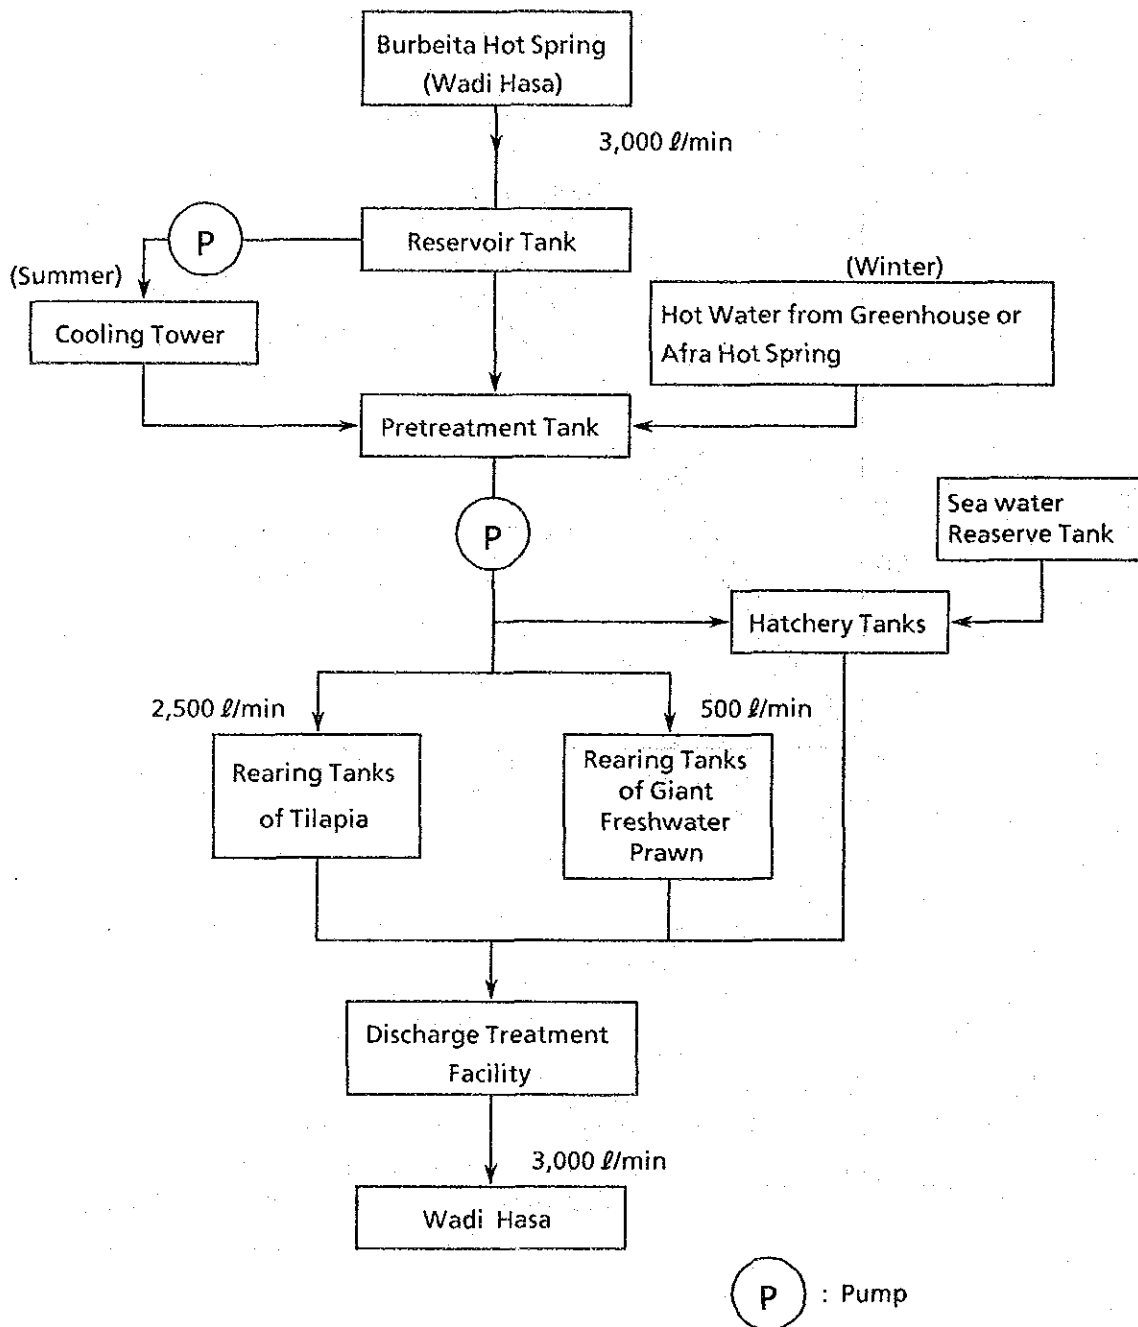 Burbeita Hot Spring
(Wadi Hasa)
3,000 ℓ/min
P
Reservoir Tank
(Summer)
(Winter)
Cooling Tower
Hot Water from Greenhouse or
Afra Hot Spring
Pretreatment Tank
P
Sea water
Reaserve Tank
Hatchery Tanks
2,500 ℓ/min
500 ℓ/min
Rearing Tanks
of Tilapia
Rearing Tanks
of Giant
Freshwater
Prawn
Discharge Treatment
Facility
3,000 ℓ/min
Wadi Hasa
P : Pump